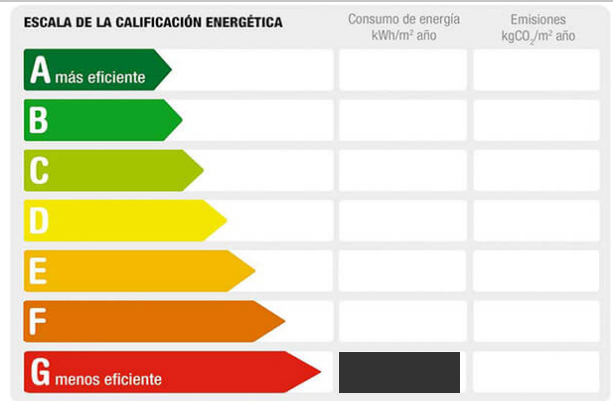 ESCALA DE LA CALIFICACIÓN ENERGÉTICA
Consumo de energía
kWh/m² año
Emisiones
kgCO₂/m² año
A más eficiente
B
C
D
E
F
G menos eficiente